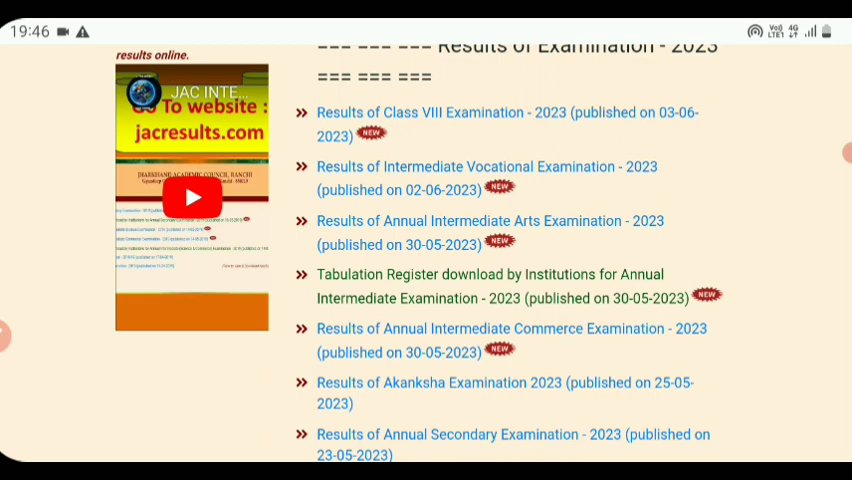 19:46
Vo))
LTE1
4G
results online.
=== === === Results of Examination - 2023
=== === ===
JAC INTE...
Go To website :
jacresults.com
JHARKHAND ACADEMIC COUNCIL, RANCHI
Results of Class VIII Examination - 2023 (published on 03-06-
2023) NEW
Results of Intermediate Vocational Examination - 2023
(published on 02-06-2023) NEW
Results of Annual Intermediate Arts Examination - 2023
(published on 30-05-2023) NEW
Tabulation Register download by Institutions for Annual
Intermediate Examination - 2023 (published on 30-05-2023) NEW
Results of Annual Intermediate Commerce Examination - 2023
(published on 30-05-2023) NEW
Results of Akanksha Examination 2023 (published on 25-05-
2023)
Results of Annual Secondary Examination - 2023 (published on
23-05-2023)